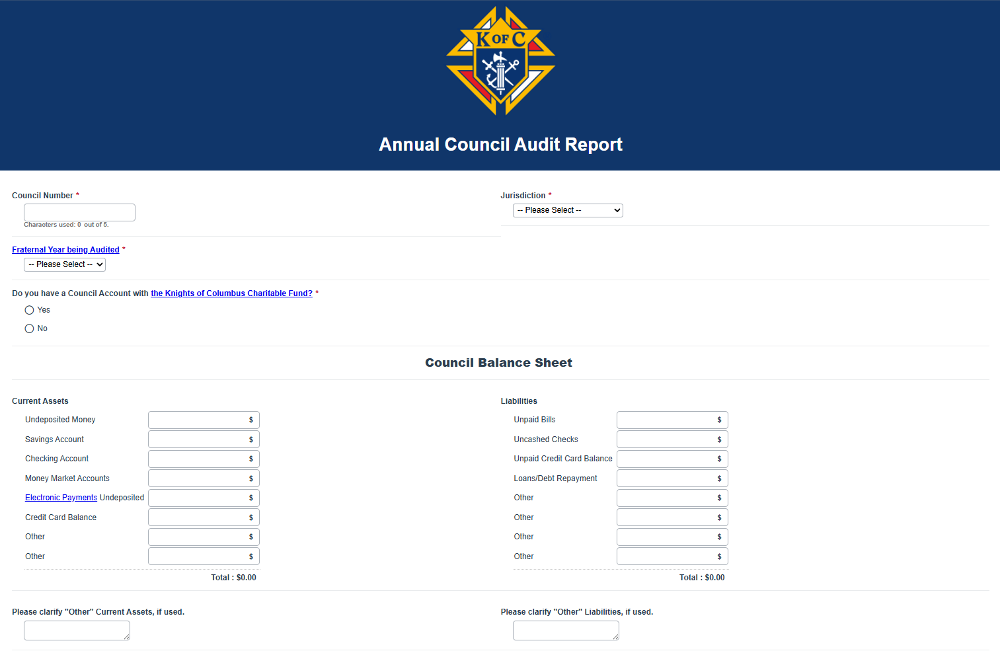 K OF C
Annual Council Audit Report
Council Number *
Characters used: 0 out of 5.
Jurisdiction *
-- Please Select --
Fraternal Year being Audited *
-- Please Select --
Do you have a Council Account with the Knights of Columbus Charitable Fund? *
Yes
No
Council Balance Sheet
Current Assets
Undeposited Money $
Savings Account $
Checking Account $
Money Market Accounts $
Electronic Payments Undeposited $
Credit Card Balance $
Other $
Other $
Total : $0.00
Liabilities
Unpaid Bills $
Uncashed Checks $
Unpaid Credit Card Balance $
Loans/Debt Repayment $
Other $
Other $
Other $
Other $
Total : $0.00
Please clarify "Other" Current Assets, if used.
Please clarify "Other" Liabilities, if used.